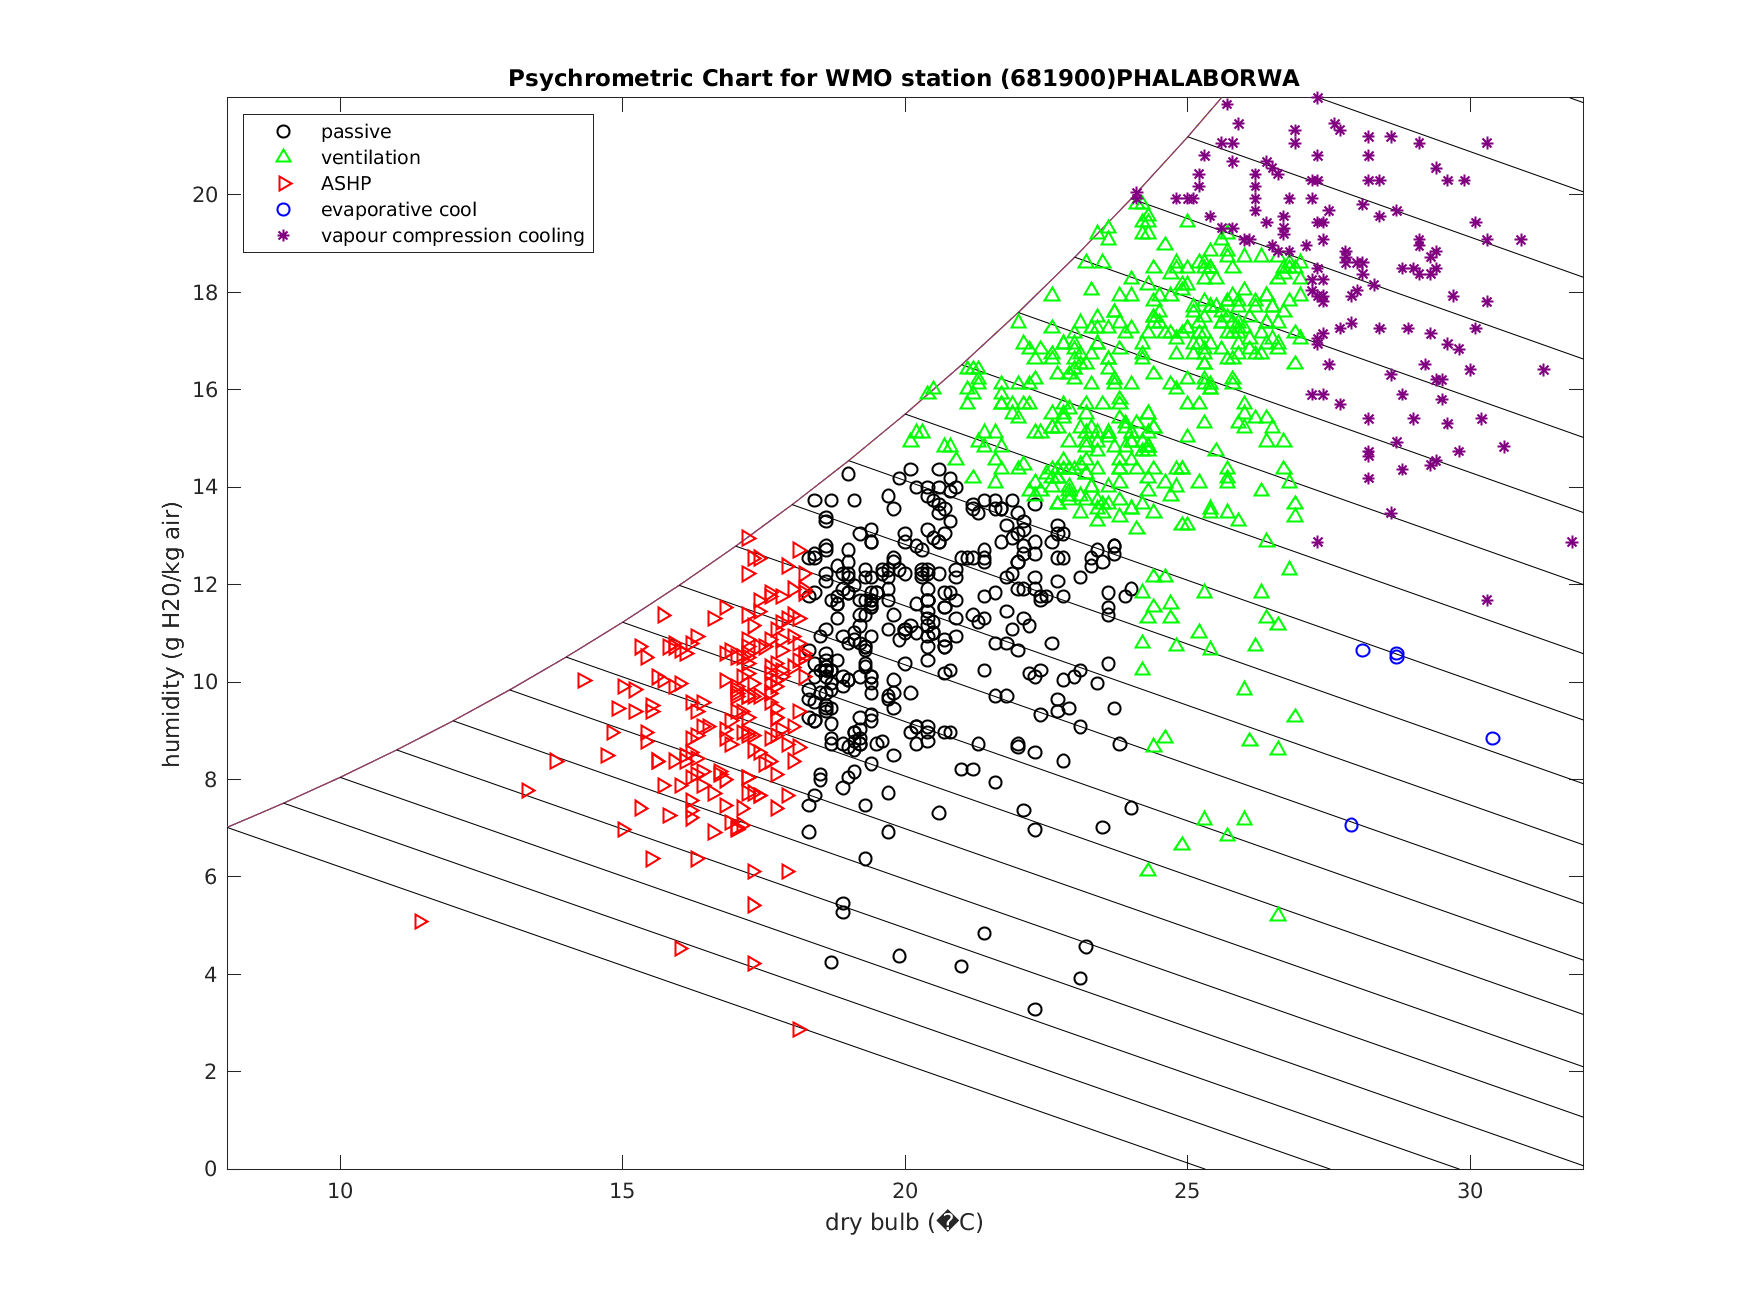 Psychrometric Chart for WMO station (681900)PHALABORWA
passive
ventilation
ASHP
evaporative cool
vapour compression cooling
humidity (g H20/kg air)
20
18
16
14
12
10
8
6
4
2
0
10 15 20 25 30
dry bulb (�C)